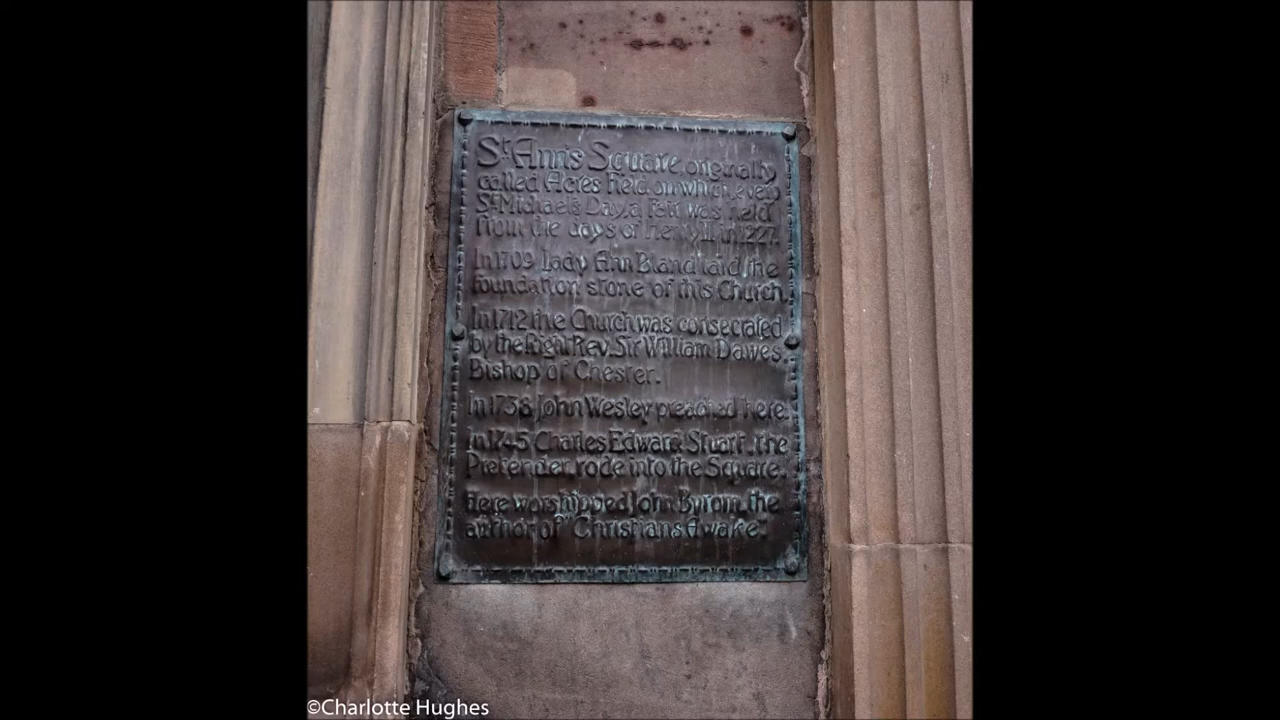 St Ann's Square, originally
called Acres Field, on which, every
St Michael's Day, a Fair was held
from the days of Henry III in 1227.
In 1709 Lady Ann Bland laid the
foundation stone of this Church.
In 1712 the Church was consecrated
by the Right Rev. Sir William Dawes,
Bishop of Chester.
In 1738 John Wesley preached here.
In 1745 Charles Edward Stuart, the
Pretender, rode into the Square.
Here worshipped John Byrom, the
author of "Christians Awake".
©Charlotte Hughes